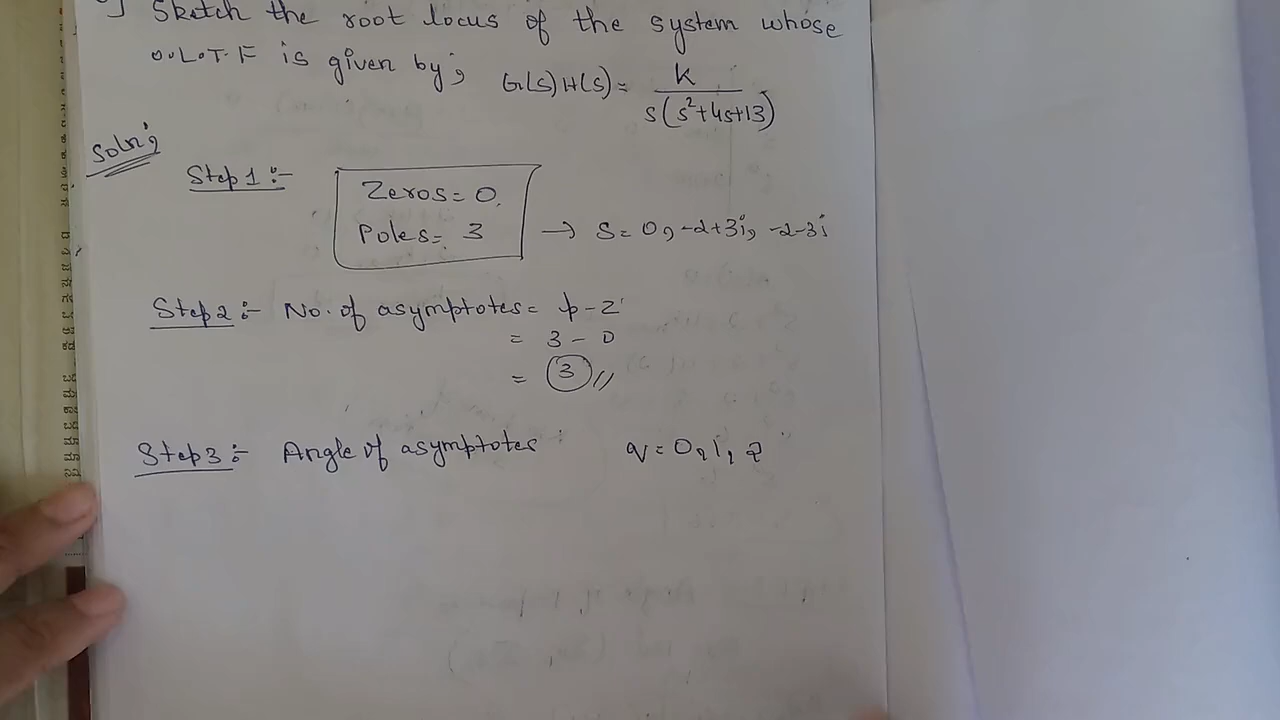 ] Sketch the root locus of the system whose
O.L.T.F is given by, G(s)H(s) = K / s(s²+4s+13)
Soln,
Step 1 :-
Zeros = 0.
Poles = 3 → s = 0, -2+3i, -2-3i
Step 2 :- No. of asymptotes = p-z
= 3 - 0
= 3 //
Step 3 :- Angle of asymptotes : q = 0, 1, 2